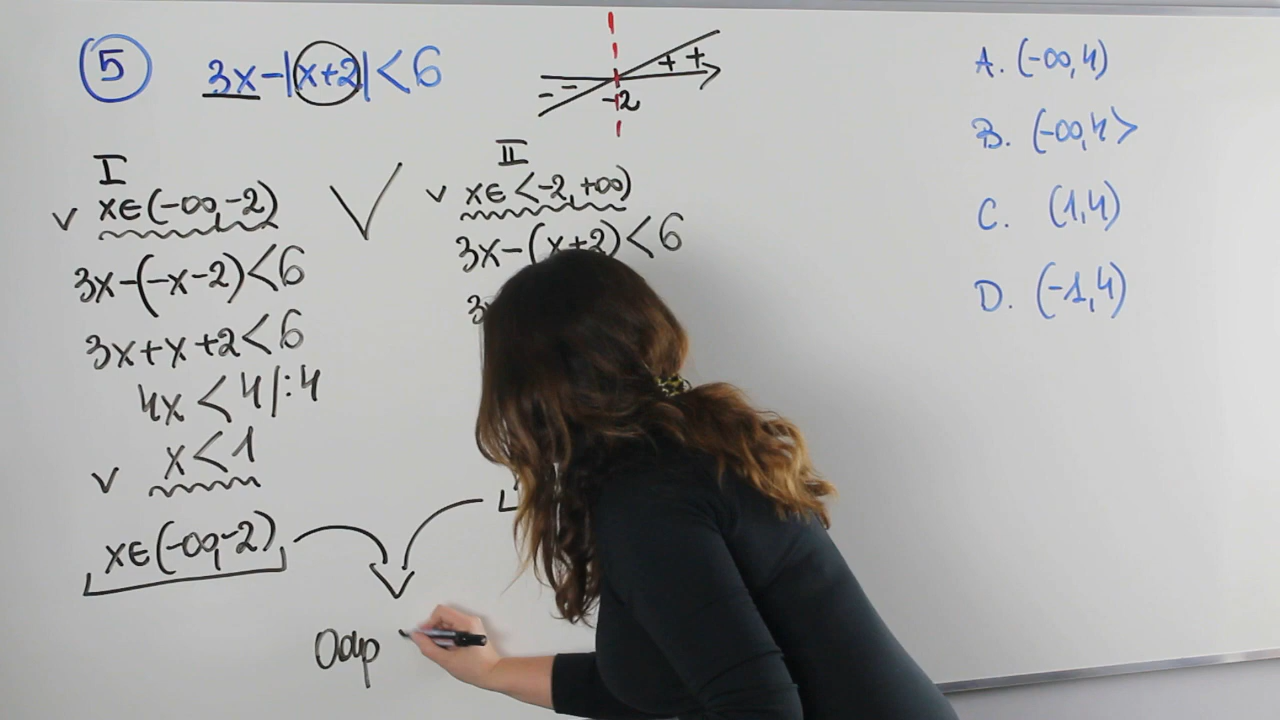 5 3x-|x+2|<6
-- ++
-2
I
v x∈(-∞,-2)
3x-(-x-2)<6
3x+x+2<6
4x<4/:4
x<1
v
x∈(-∞,-2)
II
v x∈<-2,+∞)
3x-(x+2)<6
Odp
A. (-∞,4)
B. (-∞,4>
C. (1,4)
D. (-1,4)